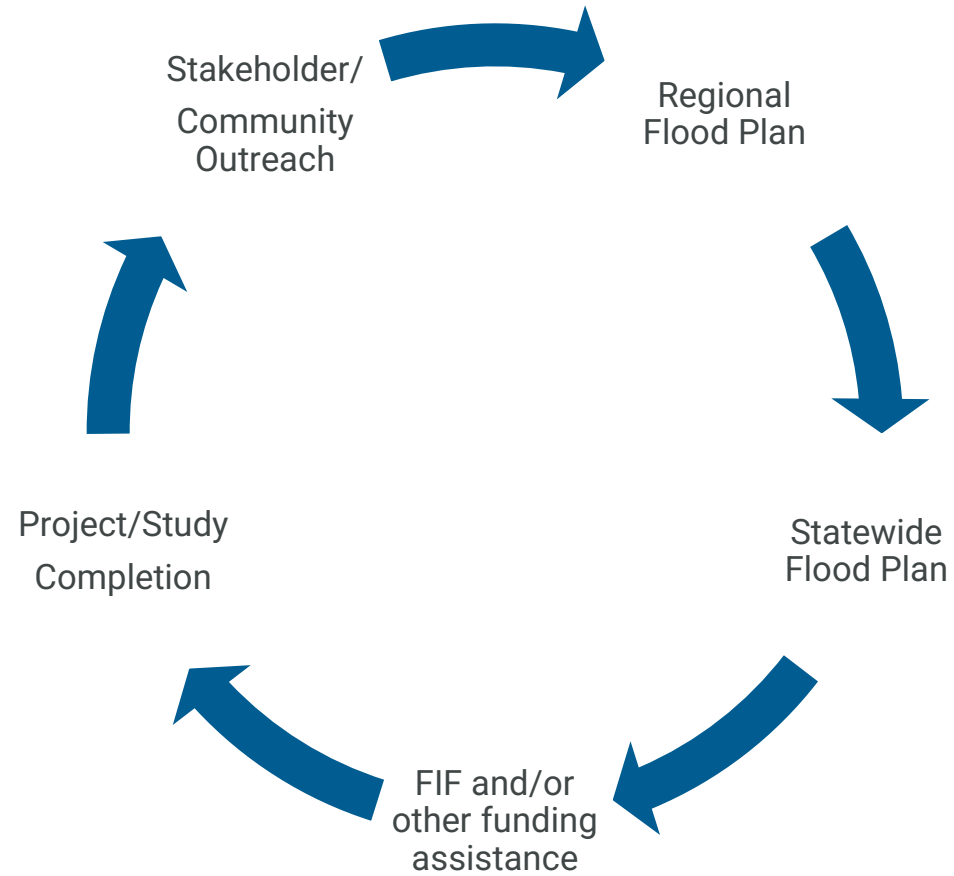 Stakeholder/
Community
Outreach
Regional
Flood Plan
Statewide
Flood Plan
FIF and/or
other funding
assistance
Project/Study
Completion